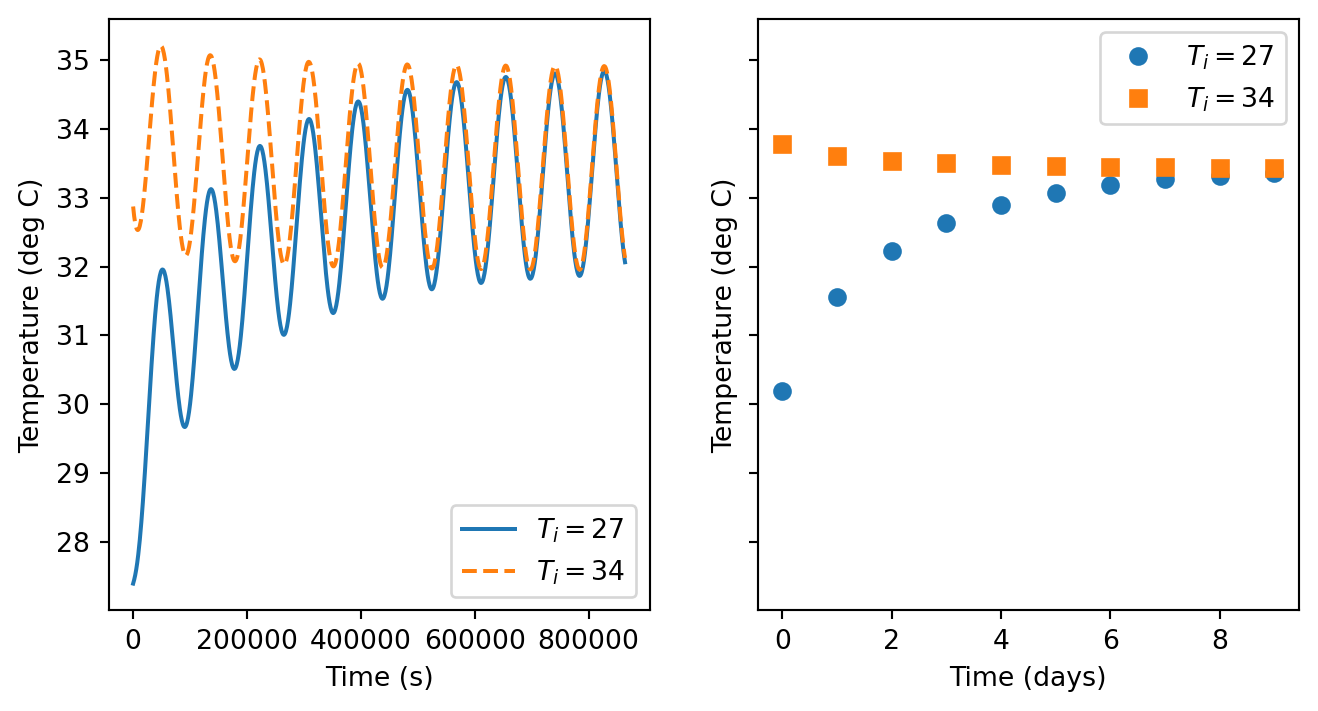 35
34
33
32
31
30
29
28
Temperature (deg C)
0
200000
400000
600000
800000
Time (s)
T_i = 27
T_i = 34
Temperature (deg C)
0
2
4
6
8
Time (days)
T_i = 27
T_i = 34